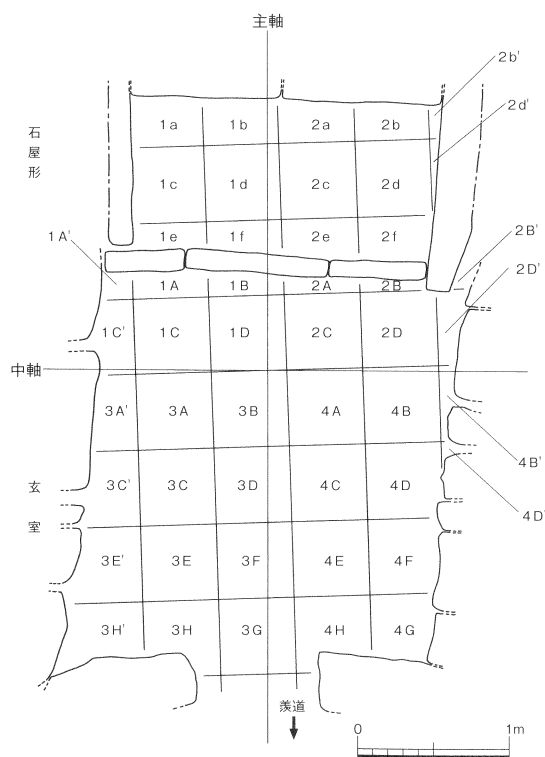 主軸
2b'
2d'
石屋形
1a 1b 2a 2b
1c 1d 2c 2d
1e 1f 2e 2f
1A' 2B'
2D'
1A 1B 2A 2B
1C' 1C 1D 2C 2D
中軸
3A' 3A 3B 4A 4B
4B'
玄室
3C' 3C 3D 4C 4D
4D'
3E' 3E 3F 4E 4F
3H' 3H 3G 4H 4G
羨道
0 1m